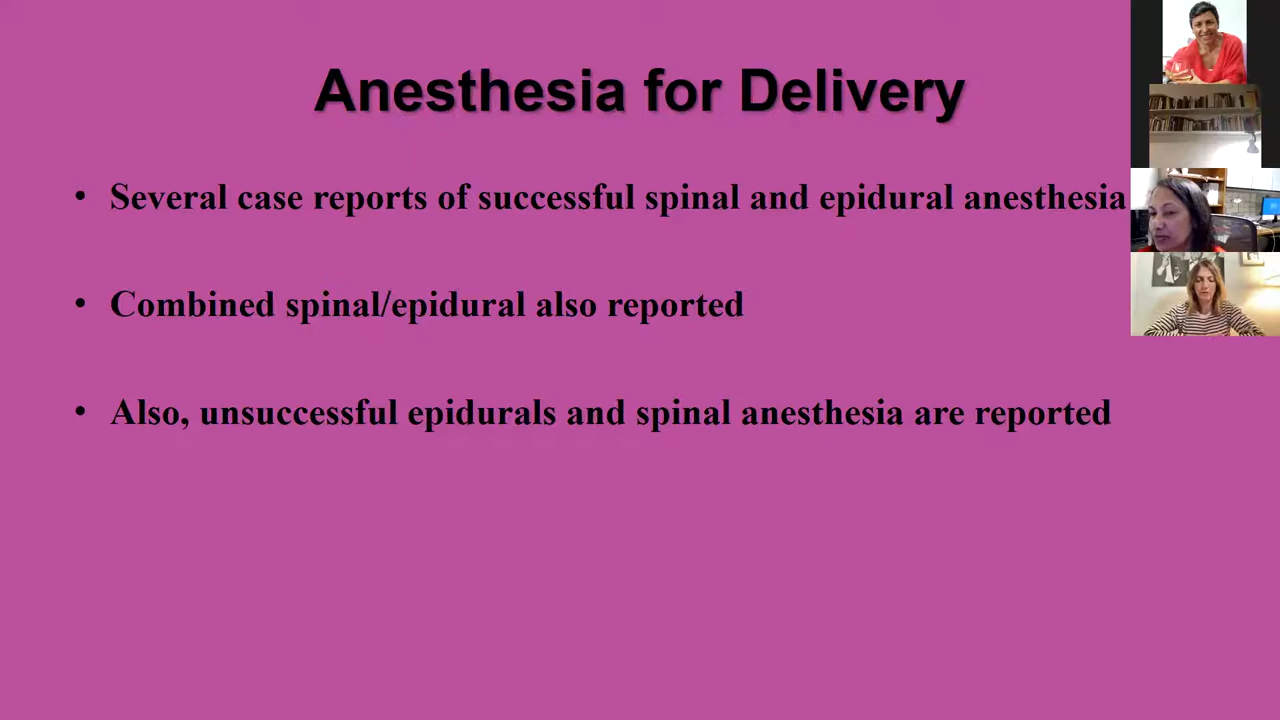 Anesthesia for Delivery
• Several case reports of successful spinal and epidural anesthesia
• Combined spinal/epidural also reported
• Also, unsuccessful epidurals and spinal anesthesia are reported